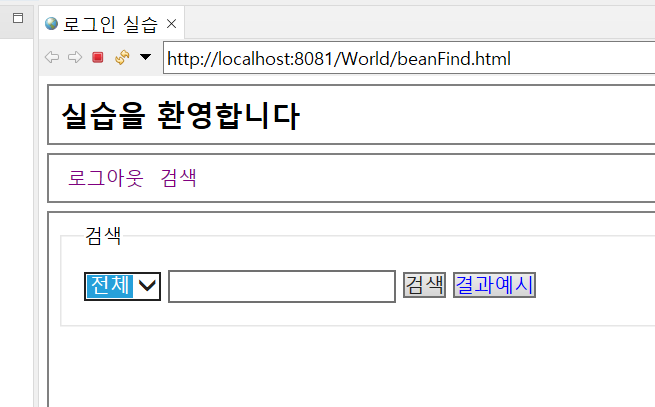 로그인 실습
http://localhost:8081/World/beanFind.html
실습을 환영합니다
로그아웃 검색
검색
전체 검색 결과예시